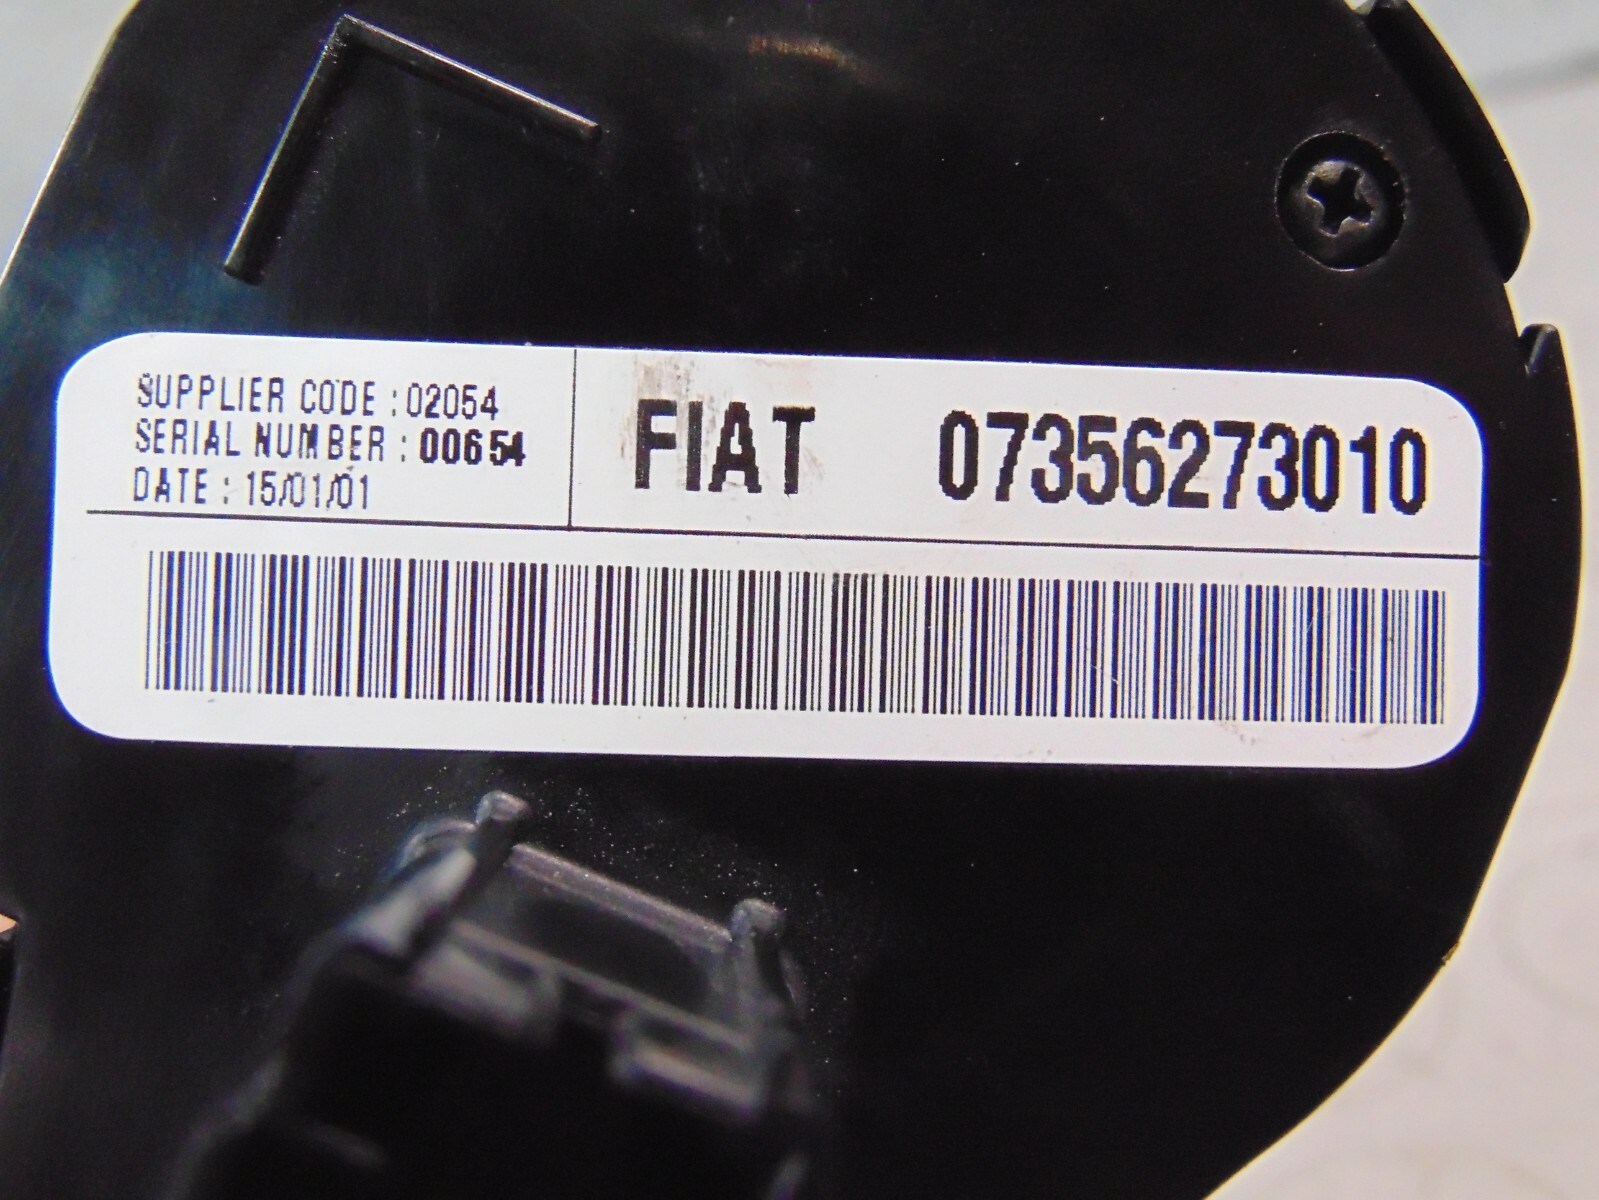 SUPPLIER CODE : 02054
SERIAL NUMBER : 00654
DATE : 15/01/01
FIAT 07356273010